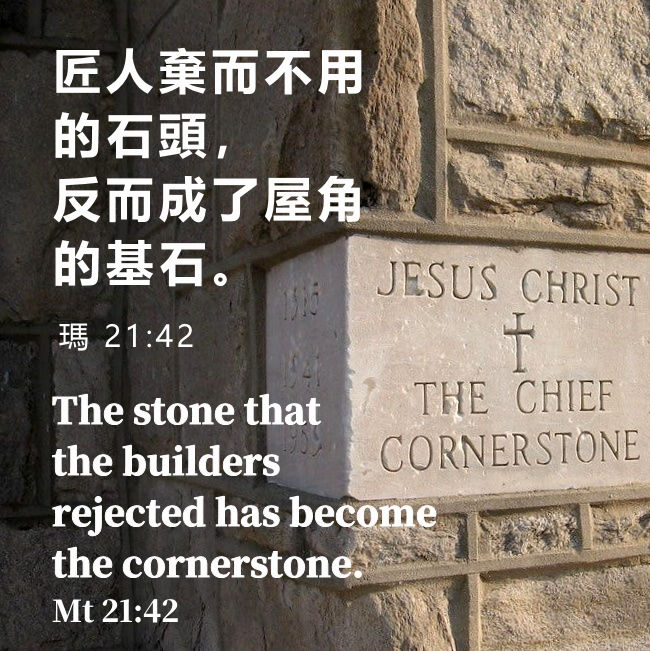 匠人棄而不用
的石頭，
反而成了屋角
的基石。
瑪 21:42
The stone that
the builders
rejected has become
the cornerstone.
Mt 21:42
JESUS CHRIST
✝
THE CHIEF
CORNERSTONE
1941